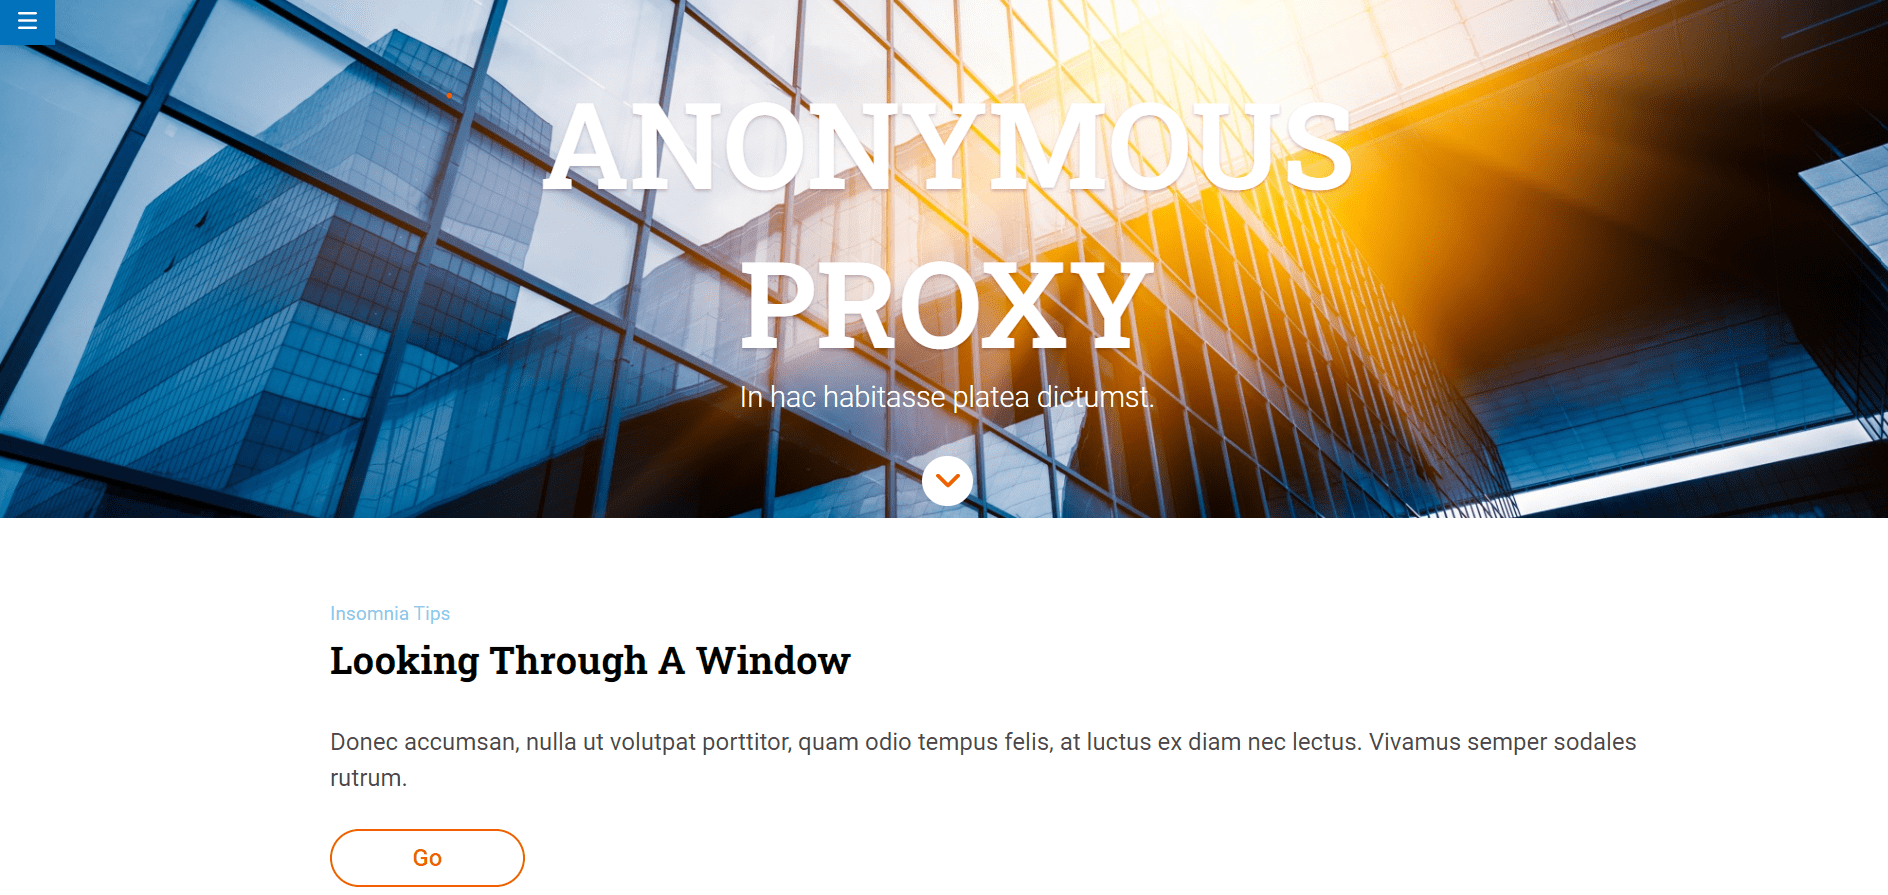 ANONYMOUS
PROXY
In hac habitasse platea dictumst.
Insomnia Tips
Looking Through A Window
Donec accumsan, nulla ut volutpat porttitor, quam odio tempus felis, at luctus ex diam nec lectus. Vivamus semper sodales
rutrum.
Go